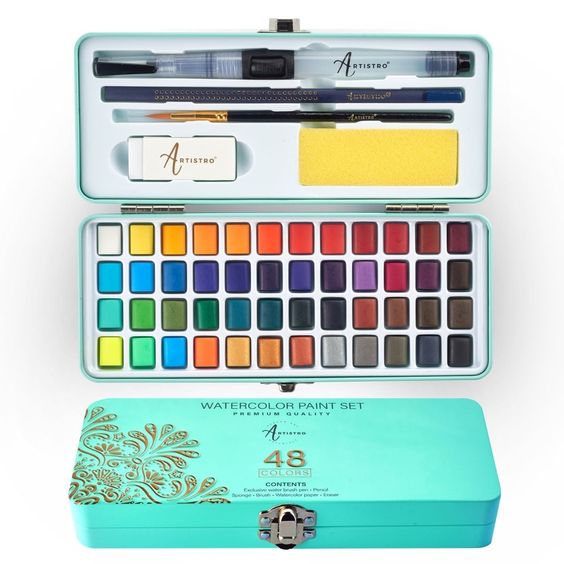 ARTISTRO®
ARTISTRO®
ARTISTRO®
WATERCOLOR PAINT SET
PREMIUM QUALITY
ARTISTRO
48
COLORS
CONTENTS
Exclusive water brush pen • Pencil
Sponge • Brush • Watercolor paper • Eraser